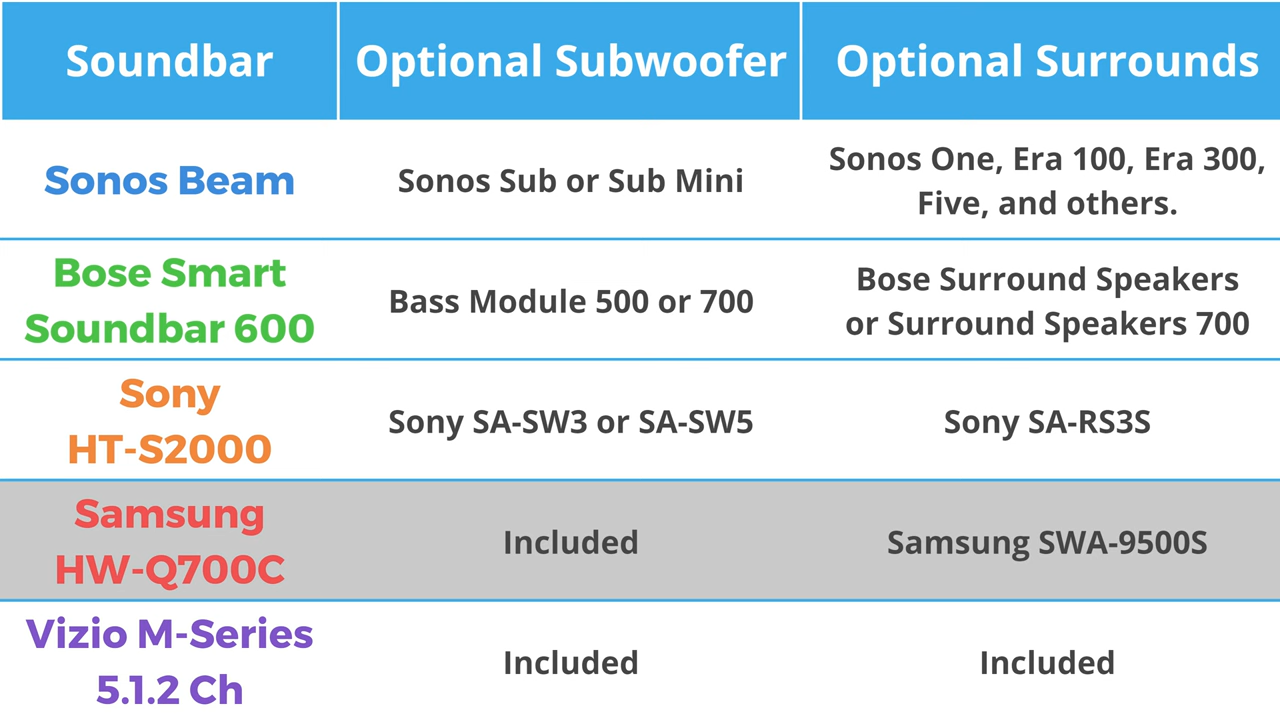 Soundbar
Optional Subwoofer
Optional Surrounds
Sonos Beam
Sonos Sub or Sub Mini
Sonos One, Era 100, Era 300,
Five, and others.
Bose Smart
Soundbar 600
Bass Module 500 or 700
Bose Surround Speakers
or Surround Speakers 700
Sony
HT-S2000
Sony SA-SW3 or SA-SW5
Sony SA-RS3S
Samsung
HW-Q700C
Included
Samsung SWA-9500S
Vizio M-Series
5.1.2 Ch
Included
Included